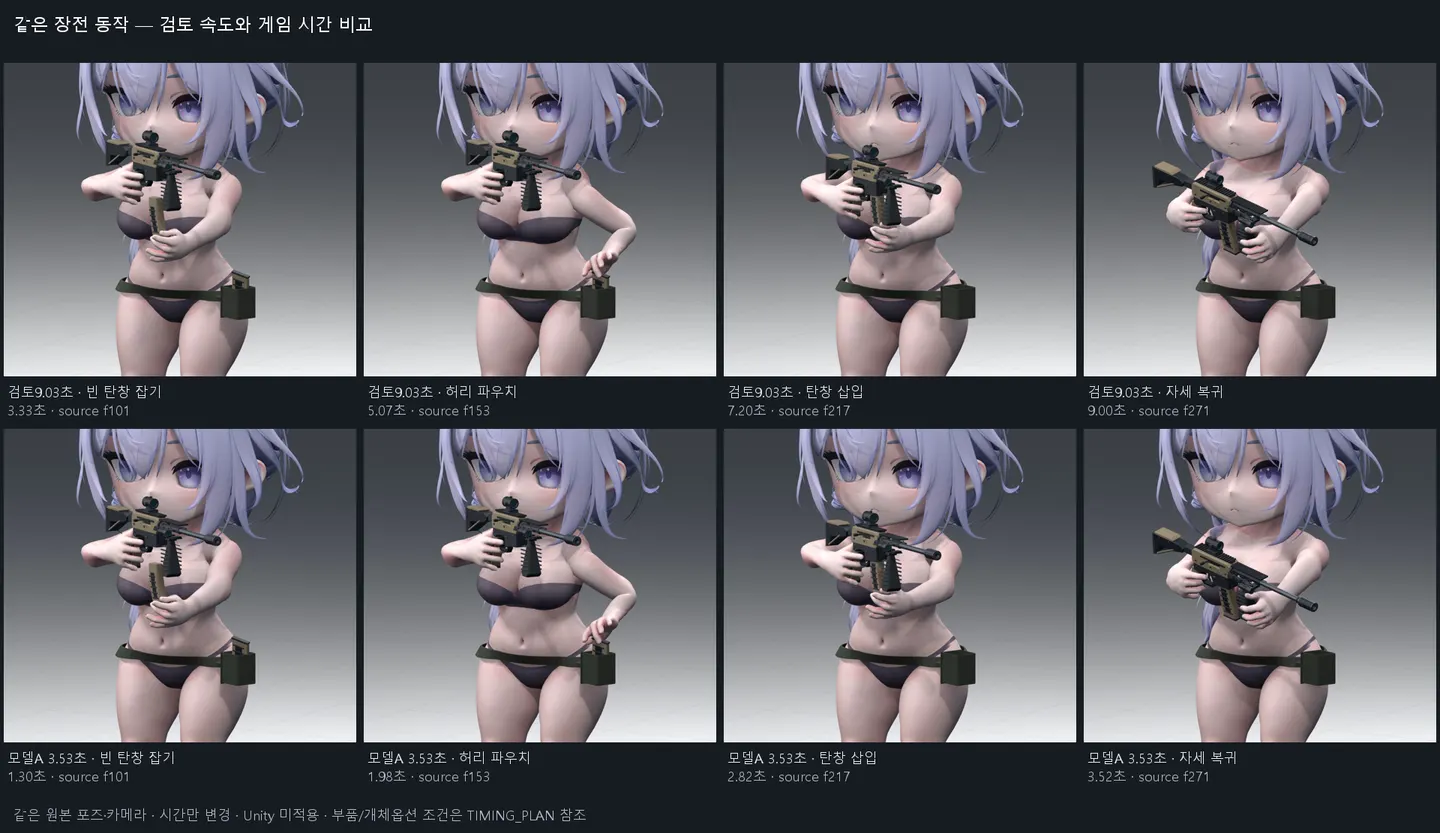 같은 장전 동작 — 검토 속도와 게임 시간 비교
검토9.03초 · 빈 탄창 잡기
3.33초 · source f101
검토9.03초 · 허리 파우치
5.07초 · source f153
검토9.03초 · 탄창 삽입
7.20초 · source f217
검토9.03초 · 자세 복귀
9.00초 · source f271
모델A 3.53초 · 빈 탄창 잡기
1.30초 · source f101
모델A 3.53초 · 허리 파우치
1.98초 · source f153
모델A 3.53초 · 탄창 삽입
2.82초 · source f217
모델A 3.53초 · 자세 복귀
3.52초 · source f271
같은 원본 포즈·카메라 · 시간만 변경 · Unity 미적용 · 부품/개체옵션 조건은 TIMING_PLAN 참조